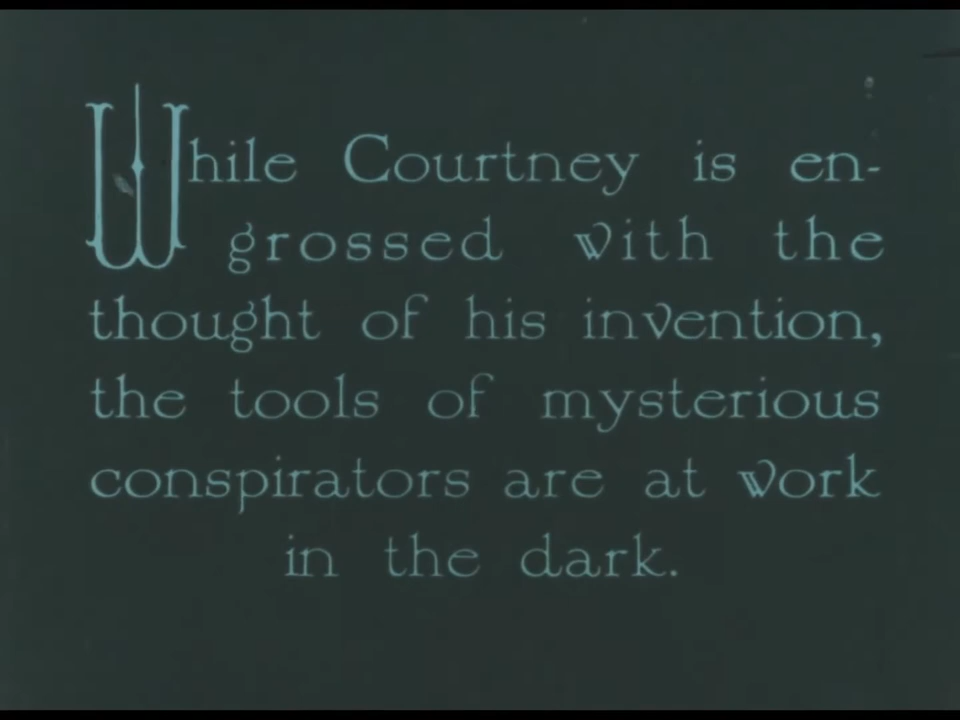 While Courtney is en-
grossed with the
thought of his invention,
the tools of mysterious
conspirators are at work
in the dark.